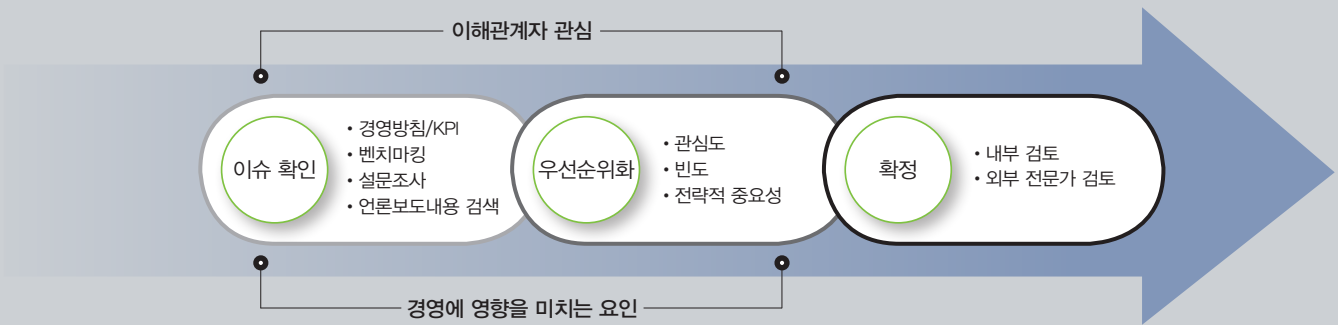 이해관계자 관심
이슈 확인
• 경영방침/KPI
• 벤치마킹
• 설문조사
• 언론보도내용 검색
우선순위화
• 관심도
• 빈도
• 전략적 중요성
확정
• 내부 검토
• 외부 전문가 검토
경영에 영향을 미치는 요인